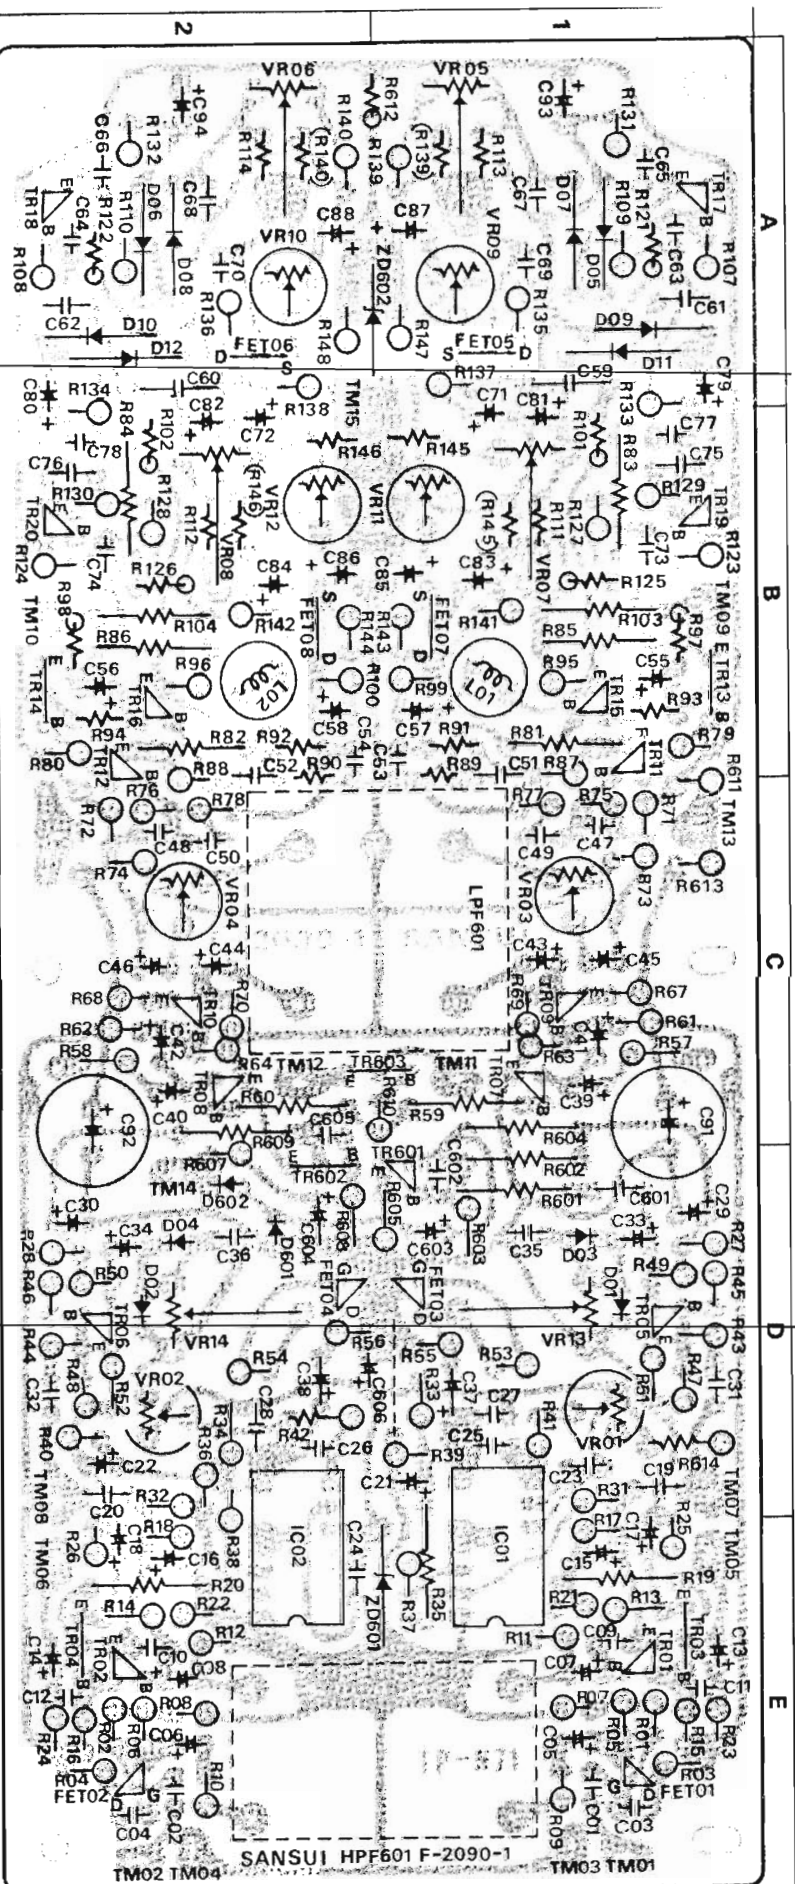 2 1
VR06 VR05
+C94 R612 C93
C66 R132 R114 (R140) R140 R139 (R139) R113 R131 C65
TR18 E B C64 R122 R110 D06 C68 C88 C87 C67 D07 R109 R121 TR17 E B
A
R108 D08 C70 VR10 ZD602 VR09 C69 D05 C63 R107
C62 R136 R135 C61
D10 R148 R147 D09
D12 D FET06 S S FET05 D D11
C80 R134 C60 R138 TM15 R137 C59 R133 C79
R84 R102 C82 C72 C71 C81 R101 R83 C77
C78 R146 R145 C75
C76 (R146)
R130 R128 VR12 VR11 (R145) R129
TR20 E B R112 R111 R127 TR19 E B
R124 C74 VR08 C86 C85 C73 R123
R126 C84 C83 VR07 R125
B
TM10 R98 R104 R142 FET08 S D R144 R143 FET07 S D R141 R103 R97 TM09
R86 R85
TR14 E B C56 R96 L02 R100 R99 L01 R95 C55 TR13 E B
TR16 E B C58 C57 TR15 E B R93
R94 R82 R92 C54 C53 R91 R81 R79
R80 TR12 E B R88 C52 R90 R89 C51 R87 TR11 E B R611
R76 R78 R77 R75 TM13
R72 C48 R71
C50 C49 C47
R74 VR04 LPF601 VR03 R73 R613
C
C46 C44 C43 C45
R68 TR10 E B R70 R69 TR09 E B R67
R62 R61
R58 C42 R64 TM12 TR603 E B TM11 R63 C41 R57
TR08 E B R60 R610 R59 TR07 E B C39
C92 C40 C605 C91
R609 R604
R607 TR602 E B TR601 E B C602 R602
TM14 D602 R601 C601
C30 R608 R605 R603 C29
R28 C34 D04 C36 D601 C604 C603 C35 D03 C33 R27
R46 R50 D02 FET04 G D FET03 G D D01 R49 R45
TR06 B E VR14 VR13 TR05 B E
D
R44 R56 R55 R53 R43
R48 R52 VR02 R54 C38 C606 R33 C37 R51 R47 C31
C32 R34 C28 C27
R40 R36 R42 C26 R39 C25 R41 VR01 R614
C22 C21 C23 C19
TM08 C20 R32 R31 TM07
R26 C18 R18 R38 IC02 C24 IC01 R17 C17 R25
TM06 C16 C15 TM05
R20 ZD601 R37 R35 R19
R14 R22 R21 R13
R12 R11 C09
TR04 E B TR02 E B C10 C08 C07 TR01 E B TR03 E B C13
C14
E
C12 R08 R07 C11
R24 R16 R02 R06 C06 C05 R05 R01 R15 R23
R04 R10 R03
FET02 D G C02 R09 C01 G D FET01
C04 C03
SANSUI HPF601 F-2090-1
TM02 TM04 TM03 TM01